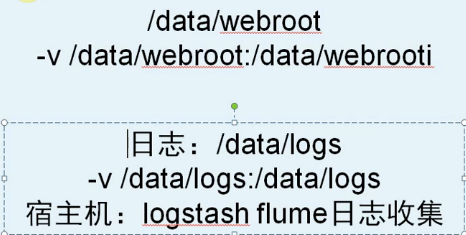 /data/webroot
-v /data/webroot:/data/webrooti
日志：/data/logs
-v /data/logs:/data/logs
宿主机：logstash flume日志收集